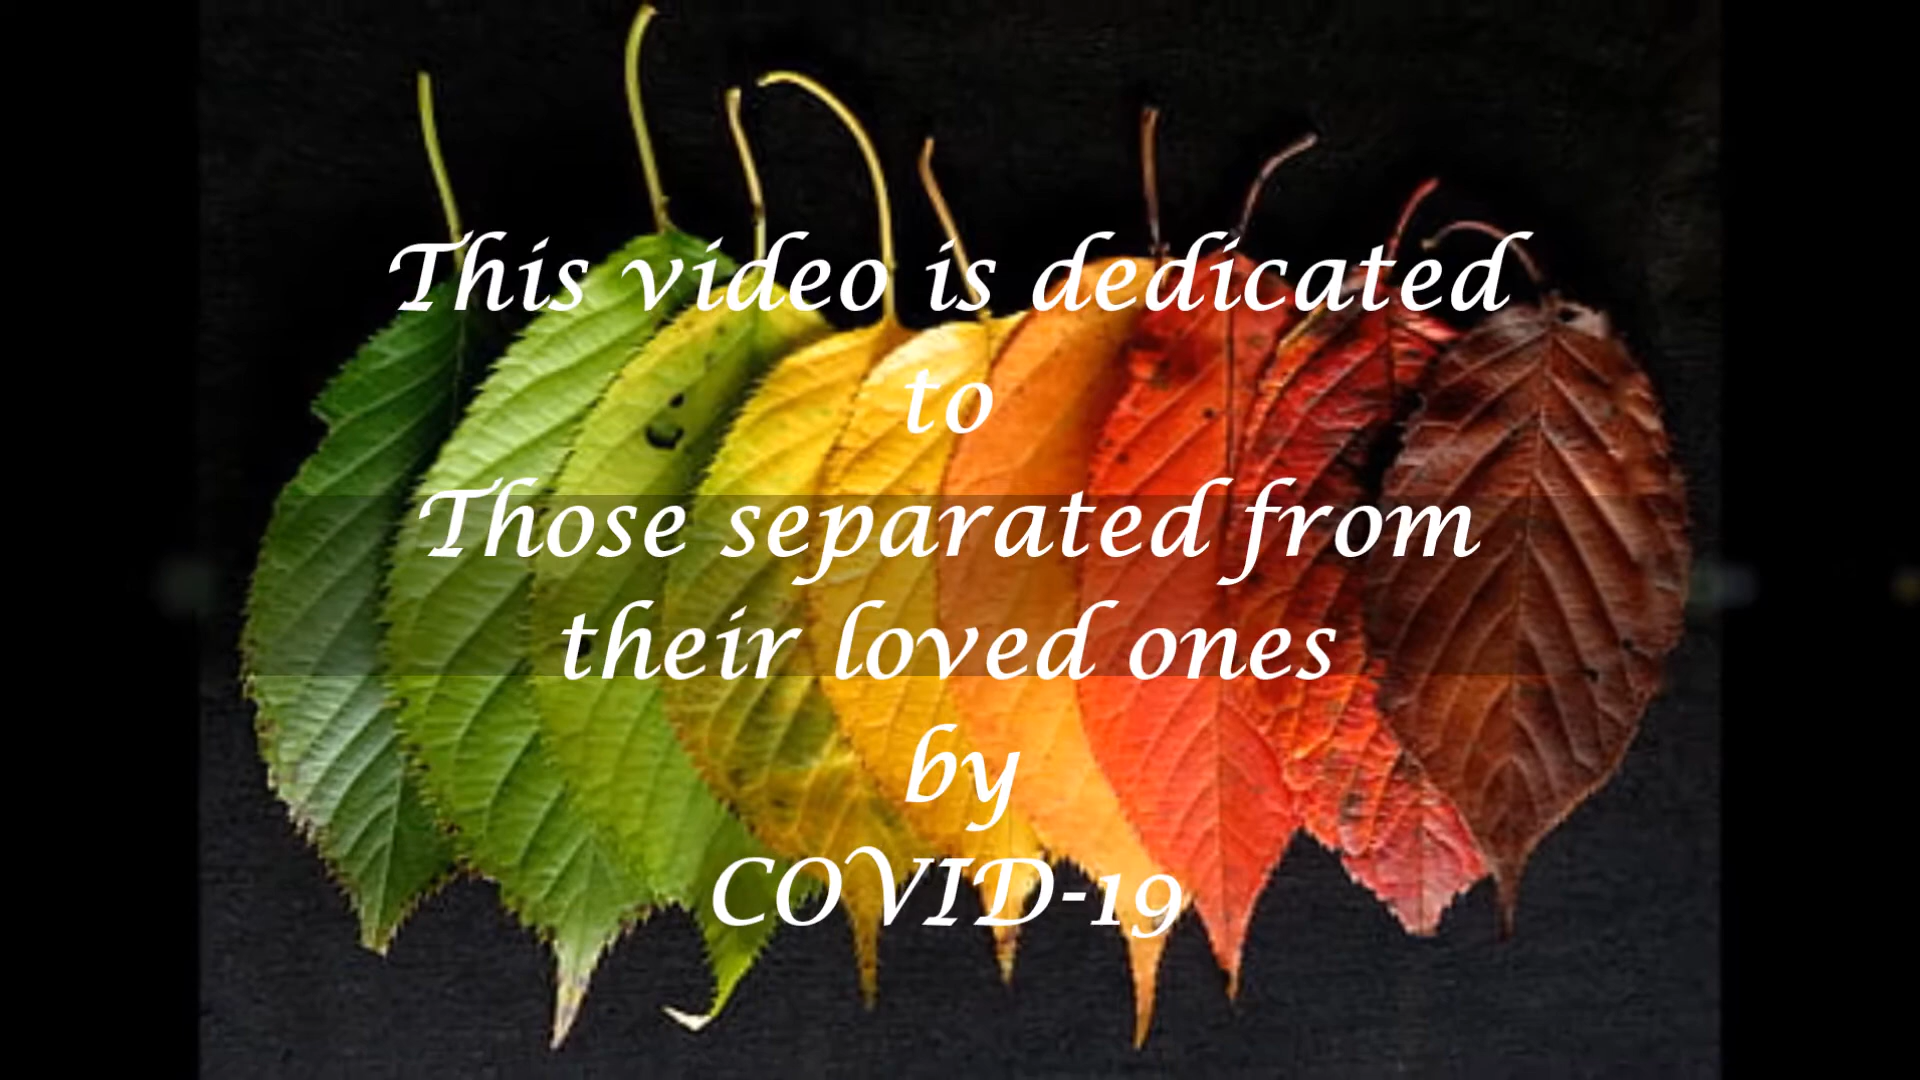 This video is dedicated
to
Those separated from
their loved ones
by
COVID-19